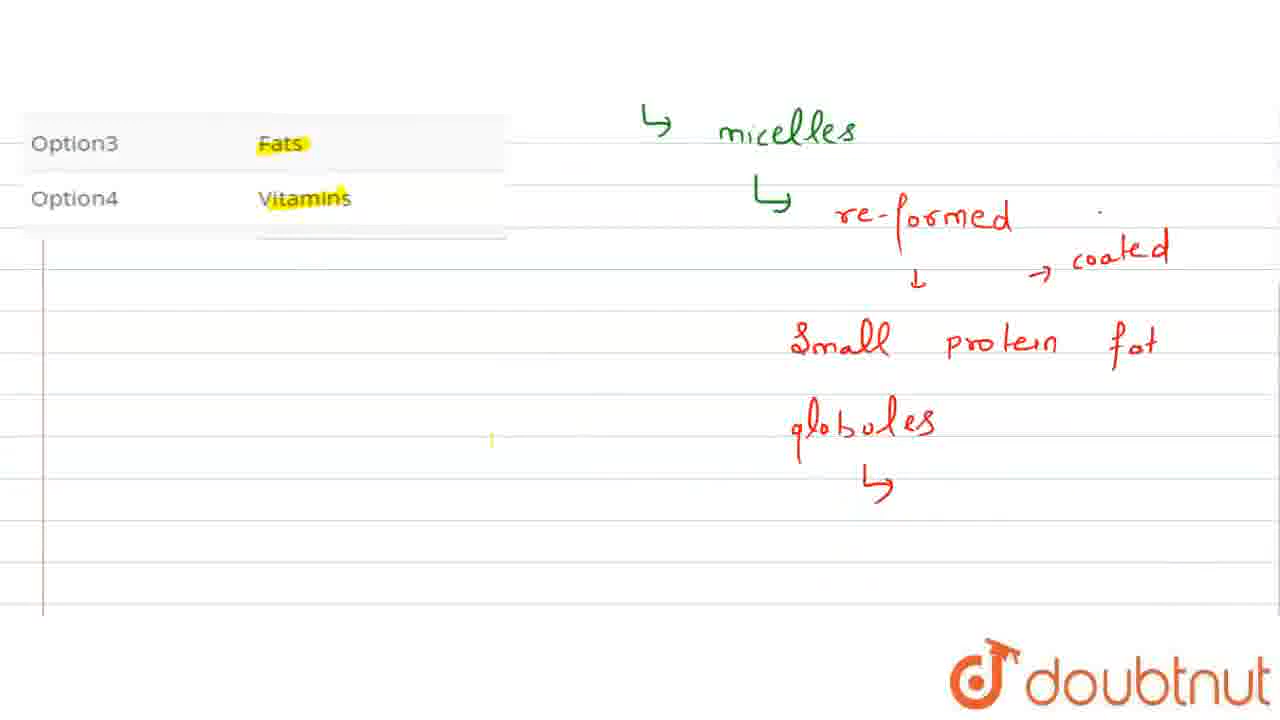 Option3 Fats
Option4 Vitamins
micelles
re-formed
→ coated
Small protein fat
globules
doubtnut